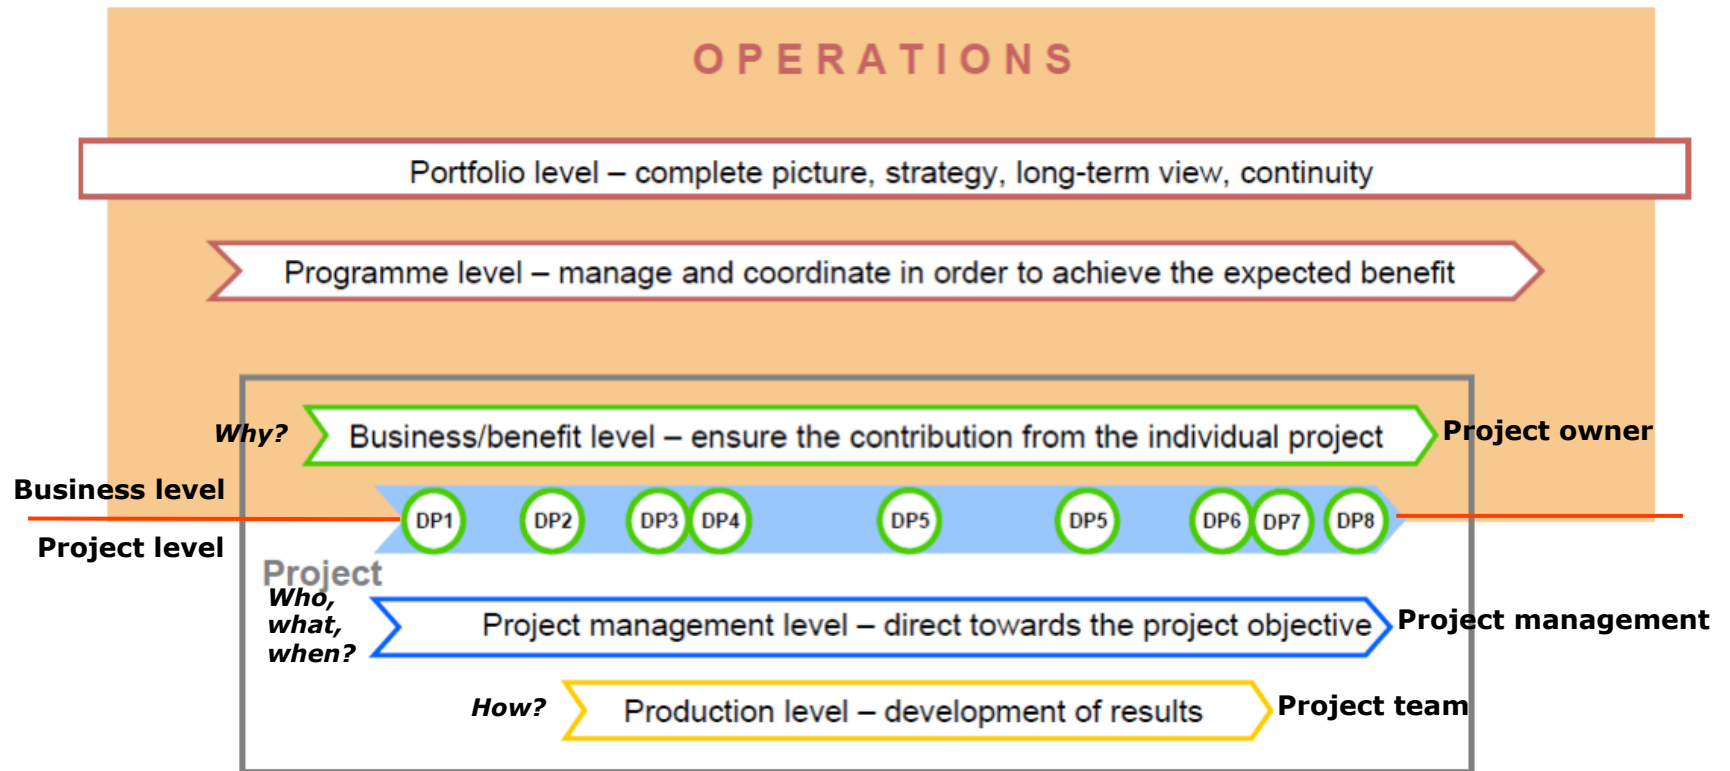 OPERATIONS
Portfolio level – complete picture, strategy, long-term view, continuity
Programme level – manage and coordinate in order to achieve the expected benefit
Why?
Business/benefit level – ensure the contribution from the individual project
Project owner
Business level
DP1 DP2 DP3 DP4 DP5 DP5 DP6 DP7 DP8
Project level
Project
Who,
what,
when?
Project management level – direct towards the project objective
Project management
How?
Production level – development of results
Project team